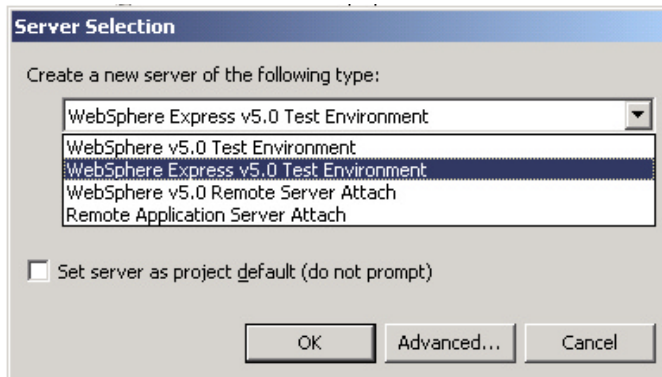 Server Selection
Create a new server of the following type:
WebSphere Express v5.0 Test Environment
WebSphere v5.0 Test Environment
WebSphere Express v5.0 Test Environment
WebSphere v5.0 Remote Server Attach
Remote Application Server Attach
Set server as project default (do not prompt)
OK Advanced... Cancel